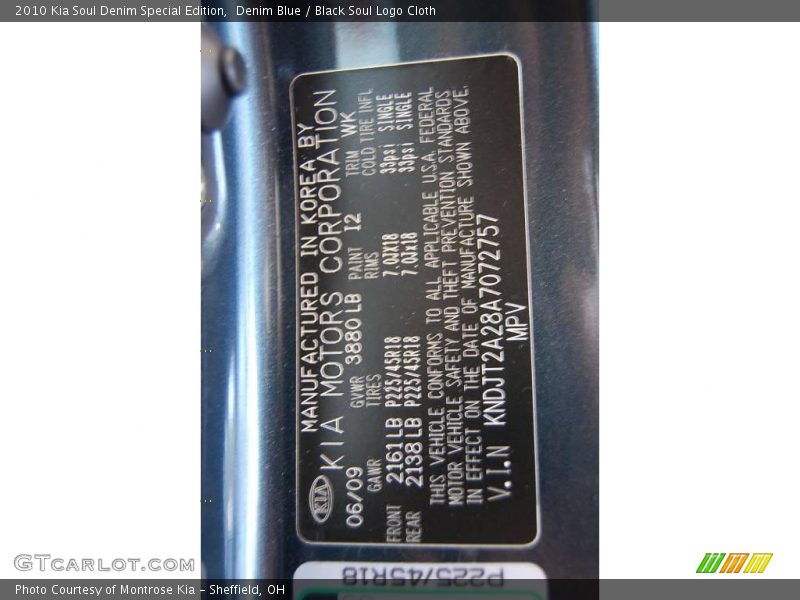 2010 Kia Soul Denim Special Edition,  Denim Blue / Black Soul Logo Cloth
MANUFACTURED IN KOREA BY
KIA KIA MOTORS CORPORATION
06/09 GVWR 3880 LB PAINT 12 TRIM WK
GAWR TIRES RIMS COLD TIRE INFL
FRONT 2161 LB P225/45R18 7.0JX18 33psi SINGLE
REAR 2138 LB P225/45R18 7.0Jx18 33psi SINGLE
THIS VEHICLE CONFORMS TO ALL APPLICABLE U.S.A. FEDERAL
MOTOR VEHICLE SAFETY AND THEFT PREVENTION STANDARDS
IN EFFECT ON THE DATE OF MANUFACTURE SHOWN ABOVE.
V.I.N KNDJT2A28A7072757
MPV
P225/45R18
GTCARLOT.COM
Photo Courtesy of Montrose Kia – Sheffield, OH